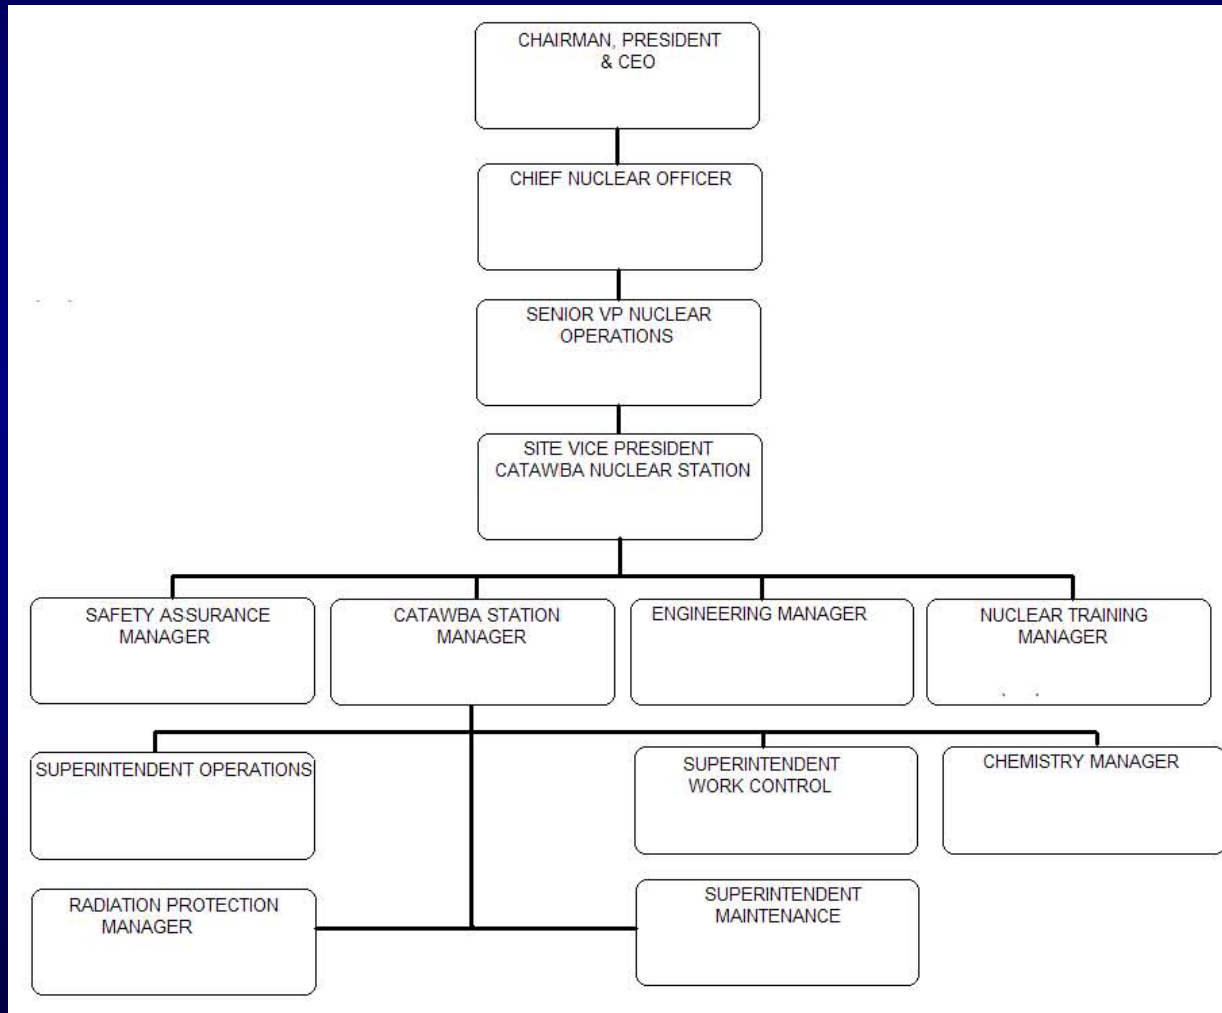 CHAIRMAN, PRESIDENT
& CEO
CHIEF NUCLEAR OFFICER
SENIOR VP NUCLEAR
OPERATIONS
SITE VICE PRESIDENT
CATAWBA NUCLEAR STATION
SAFETY ASSURANCE
MANAGER
CATAWBA STATION
MANAGER
ENGINEERING MANAGER
NUCLEAR TRAINING
MANAGER
SUPERINTENDENT OPERATIONS
SUPERINTENDENT
WORK CONTROL
CHEMISTRY MANAGER
RADIATION PROTECTION
MANAGER
SUPERINTENDENT
MAINTENANCE